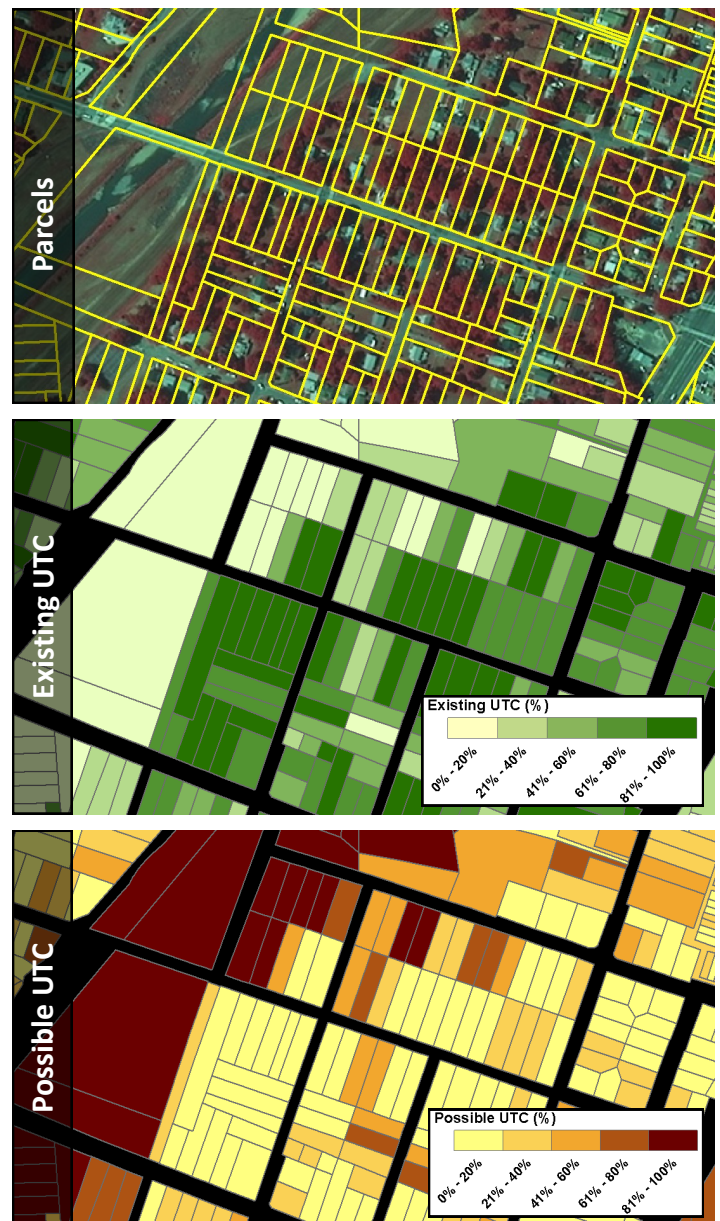 Parcels
Existing UTC
Existing UTC (%)
0% - 20%
21% - 40%
41% - 60%
61% - 80%
81% - 100%
Possible UTC
Possible UTC (%)
0% - 20%
21% - 40%
41% - 60%
61% - 80%
81% - 100%